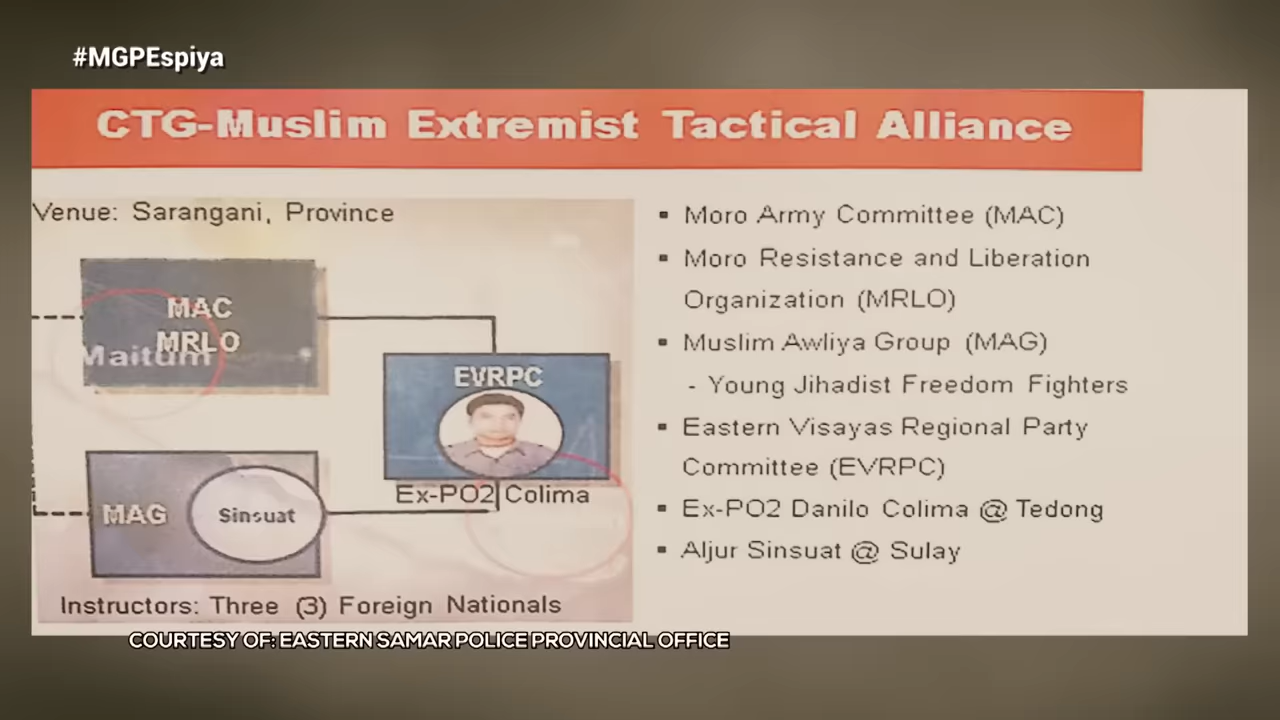 #MGPEspiya
CTG-Muslim Extremist Tactical Alliance
Venue: Sarangani, Province
MAC
MRLO
Maitum
EVRPC
Ex-PO2 Colima
MAG
Sinsuat
Instructors: Three (3) Foreign Nationals
▪ Moro Army Committee (MAC)
▪ Moro Resistance and Liberation
Organization (MRLO)
▪ Muslim Awliya Group (MAG)
- Young Jihadist Freedom Fighters
▪ Eastern Visayas Regional Party
Committee (EVRPC)
▪ Ex-PO2 Danilo Colima @ Tedong
▪ Aljur Sinsuat @ Sulay
COURTESY OF: EASTERN SAMAR POLICE PROVINCIAL OFFICE